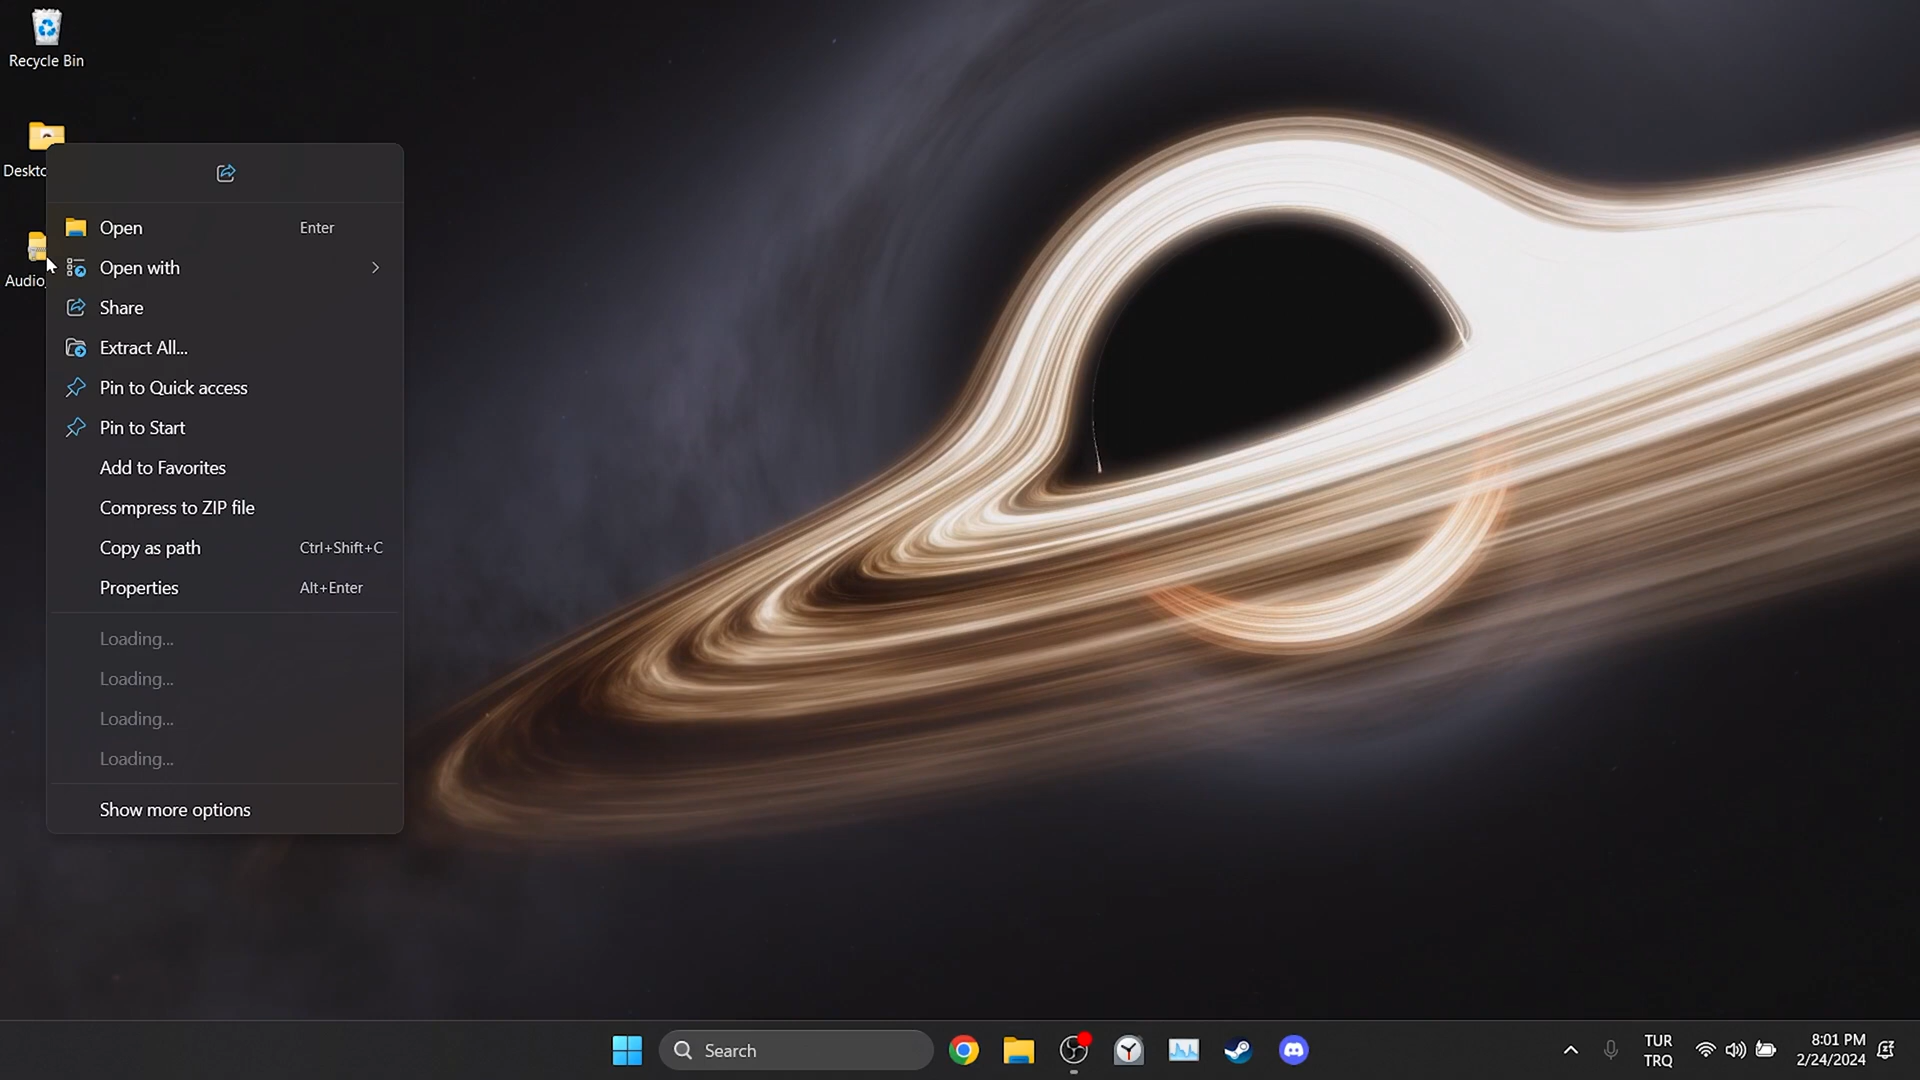 Recycle Bin
Deskto
Audio
Open Enter
Open with
Share
Extract All...
Pin to Quick access
Pin to Start
Add to Favorites
Compress to ZIP file
Copy as path Ctrl+Shift+C
Properties Alt+Enter
Loading...
Loading...
Loading...
Loading...
Show more options
Search
TUR
TRQ
8:01 PM
2/24/2024